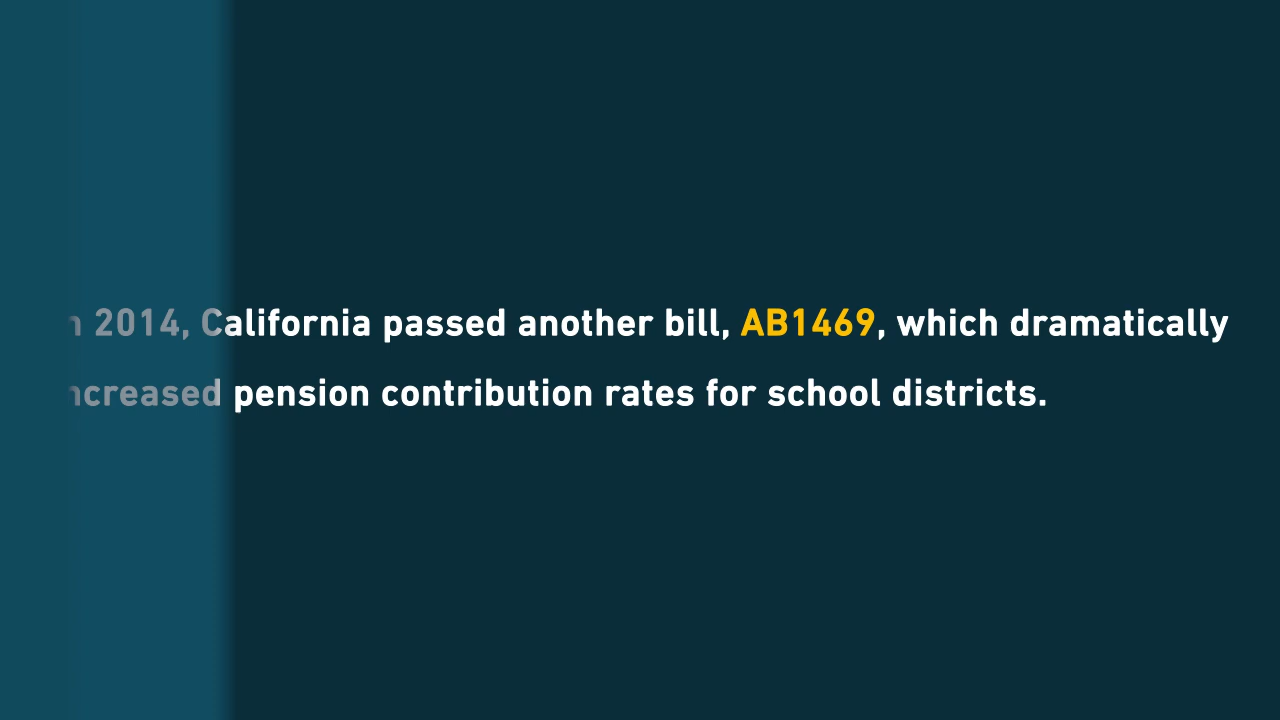 n 2014, California passed another bill, AB1469, which dramatically
ncreased pension contribution rates for school districts.